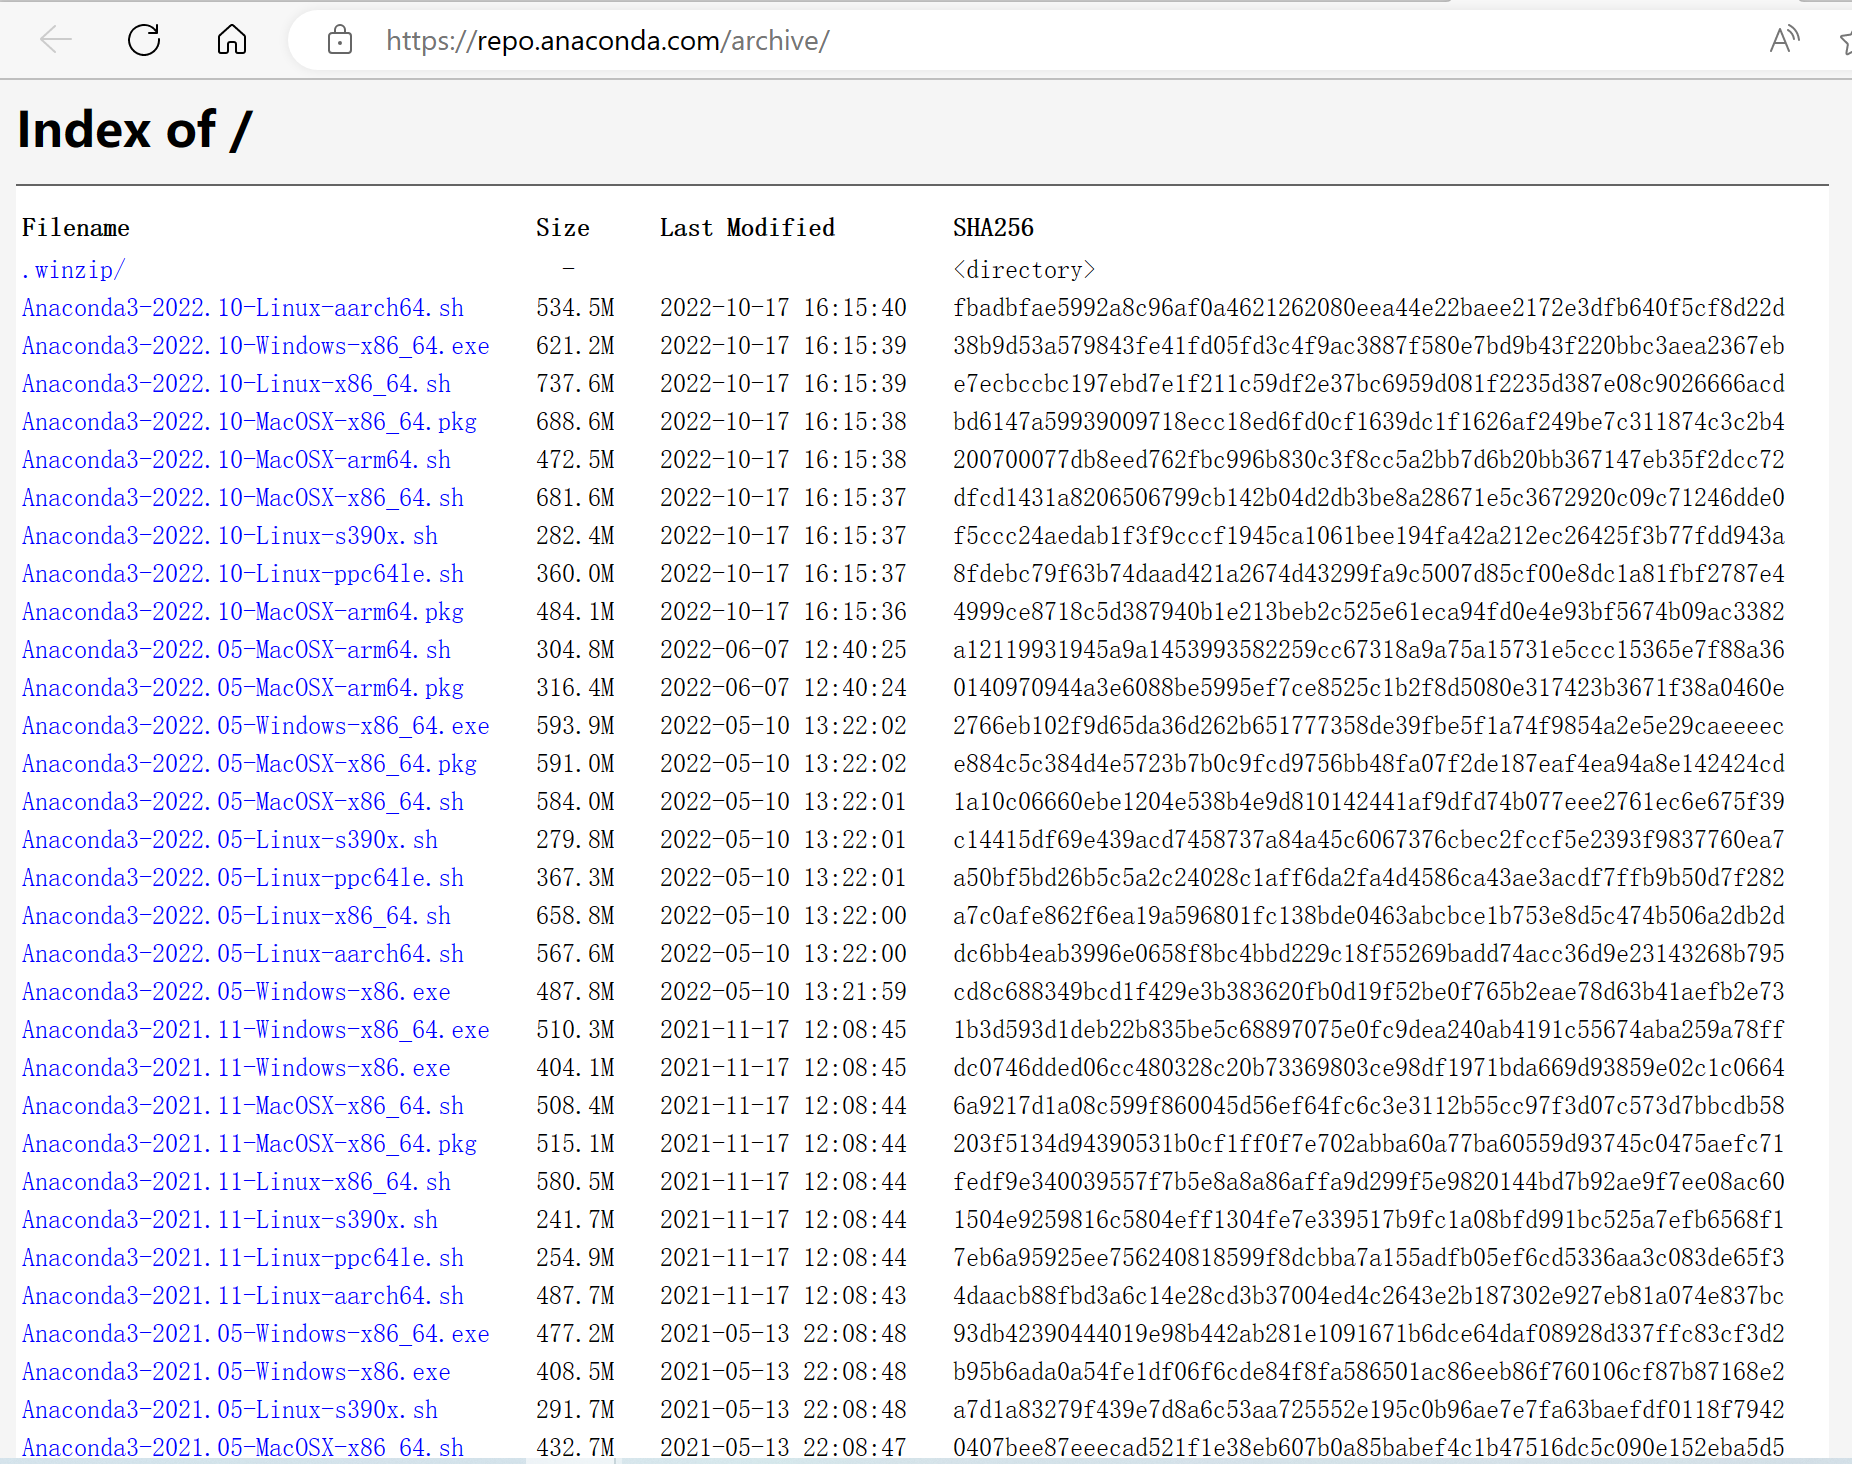 https://repo.anaconda.com/archive/
Index of /
Filename Size Last Modified SHA256
.winzip/ - <directory>
Anaconda3-2022.10-Linux-aarch64.sh 534.5M 2022-10-17 16:15:40 fbadbfae5992a8c96af0a4621262080eea44e22baee2172e3dfb640f5cf8d22d
Anaconda3-2022.10-Windows-x86_64.exe 621.2M 2022-10-17 16:15:39 38b9d53a579843fe41fd05fd3c4f9ac3887f580e7bd9b43f220bbc3aea2367eb
Anaconda3-2022.10-Linux-x86_64.sh 737.6M 2022-10-17 16:15:39 e7ecbccbc197ebd7e1f211c59df2e37bc6959d081f2235d387e08c9026666acd
Anaconda3-2022.10-MacOSX-x86_64.pkg 688.6M 2022-10-17 16:15:38 bd6147a59939009718ecc18ed6fd0cf1639dc1f1626af249be7c311874c3c2b4
Anaconda3-2022.10-MacOSX-arm64.sh 472.5M 2022-10-17 16:15:38 200700077db8eed762fbc996b830c3f8cc5a2bb7d6b20bb367147eb35f2dcc72
Anaconda3-2022.10-MacOSX-x86_64.sh 681.6M 2022-10-17 16:15:37 dfcd1431a8206506799cb142b04d2db3be8a28671e5c3672920c09c71246dde0
Anaconda3-2022.10-Linux-s390x.sh 282.4M 2022-10-17 16:15:37 f5ccc24aedab1f3f9cccf1945ca1061bee194fa42a212ec26425f3b77fdd943a
Anaconda3-2022.10-Linux-ppc64le.sh 360.0M 2022-10-17 16:15:37 8fdebc79f63b74daad421a2674d43299fa9c5007d85cf00e8dc1a81fbf2787e4
Anaconda3-2022.10-MacOSX-arm64.pkg 484.1M 2022-10-17 16:15:36 4999ce8718c5d387940b1e213beb2c525e61eca94fd0e4e93bf5674b09ac3382
Anaconda3-2022.05-MacOSX-arm64.sh 304.8M 2022-06-07 12:40:25 a12119931945a9a1453993582259cc67318a9a75a15731e5ccc15365e7f88a36
Anaconda3-2022.05-MacOSX-arm64.pkg 316.4M 2022-06-07 12:40:24 0140970944a3e6088be5995ef7ce8525c1b2f8d5080e317423b3671f38a0460e
Anaconda3-2022.05-Windows-x86_64.exe 593.9M 2022-05-10 13:22:02 2766eb102f9d65da36d262b651777358de39fbe5f1a74f9854a2e5e29caeeeec
Anaconda3-2022.05-MacOSX-x86_64.pkg 591.0M 2022-05-10 13:22:02 e884c5c384d4e5723b7b0c9fcd9756bb48fa07f2de187eaf4ea94a8e142424cd
Anaconda3-2022.05-MacOSX-x86_64.sh 584.0M 2022-05-10 13:22:01 1a10c06660ebe1204e538b4e9d810142441af9dfd74b077eee2761ec6e675f39
Anaconda3-2022.05-Linux-s390x.sh 279.8M 2022-05-10 13:22:01 c14415df69e439acd7458737a84a45c6067376cbec2fccf5e2393f9837760ea7
Anaconda3-2022.05-Linux-ppc64le.sh 367.3M 2022-05-10 13:22:01 a50bf5bd26b5c5a2c24028c1aff6da2fa4d4586ca43ae3acdf7ffb9b50d7f282
Anaconda3-2022.05-Linux-x86_64.sh 658.8M 2022-05-10 13:22:00 a7c0afe862f6ea19a596801fc138bde0463abcbce1b753e8d5c474b506a2db2d
Anaconda3-2022.05-Linux-aarch64.sh 567.6M 2022-05-10 13:22:00 dc6bb4eab3996e0658f8bc4bbd229c18f55269badd74acc36d9e23143268b795
Anaconda3-2022.05-Windows-x86.exe 487.8M 2022-05-10 13:21:59 cd8c688349bcd1f429e3b383620fb0d19f52be0f765b2eae78d63b41aefb2e73
Anaconda3-2021.11-Windows-x86_64.exe 510.3M 2021-11-17 12:08:45 1b3d593d1deb22b835be5c68897075e0fc9dea240ab4191c55674aba259a78ff
Anaconda3-2021.11-Windows-x86.exe 404.1M 2021-11-17 12:08:45 dc0746dded06cc480328c20b73369803ce98df1971bda669d93859e02c1c0664
Anaconda3-2021.11-MacOSX-x86_64.sh 508.4M 2021-11-17 12:08:44 6a9217d1a08c599f860045d56ef64fc6c3e3112b55cc97f3d07c573d7bbcdb58
Anaconda3-2021.11-MacOSX-x86_64.pkg 515.1M 2021-11-17 12:08:44 203f5134d94390531b0cf1ff0f7e702abba60a77ba60559d93745c0475aefc71
Anaconda3-2021.11-Linux-x86_64.sh 580.5M 2021-11-17 12:08:44 fedf9e340039557f7b5e8a8a86affa9d299f5e9820144bd7b92ae9f7ee08ac60
Anaconda3-2021.11-Linux-s390x.sh 241.7M 2021-11-17 12:08:44 1504e9259816c5804eff1304fe7e339517b9fc1a08bfd991bc525a7efb6568f1
Anaconda3-2021.11-Linux-ppc64le.sh 254.9M 2021-11-17 12:08:44 7eb6a95925ee756240818599f8dcbba7a155adfb05ef6cd5336aa3c083de65f3
Anaconda3-2021.11-Linux-aarch64.sh 487.7M 2021-11-17 12:08:43 4daacb88fbd3a6c14e28cd3b37004ed4c2643e2b187302e927eb81a074e837bc
Anaconda3-2021.05-Windows-x86_64.exe 477.2M 2021-05-13 22:08:48 93db42390444019e98b442ab281e1091671b6dce64daf08928d337ffc83cf3d2
Anaconda3-2021.05-Windows-x86.exe 408.5M 2021-05-13 22:08:48 b95b6ada0a54fe1df06f6cde84f8fa586501ac86eeb86f760106cf87b87168e2
Anaconda3-2021.05-Linux-s390x.sh 291.7M 2021-05-13 22:08:48 a7d1a83279f439e7d8a6c53aa725552e195c0b96ae7e7fa63baefdf0118f7942
Anaconda3-2021.05-MacOSX-x86_64.sh 432.7M 2021-05-13 22:08:47 0407bee87eeecad521f1e38eb607b0a85babef4c1b47516dc5c090e152eba5d5